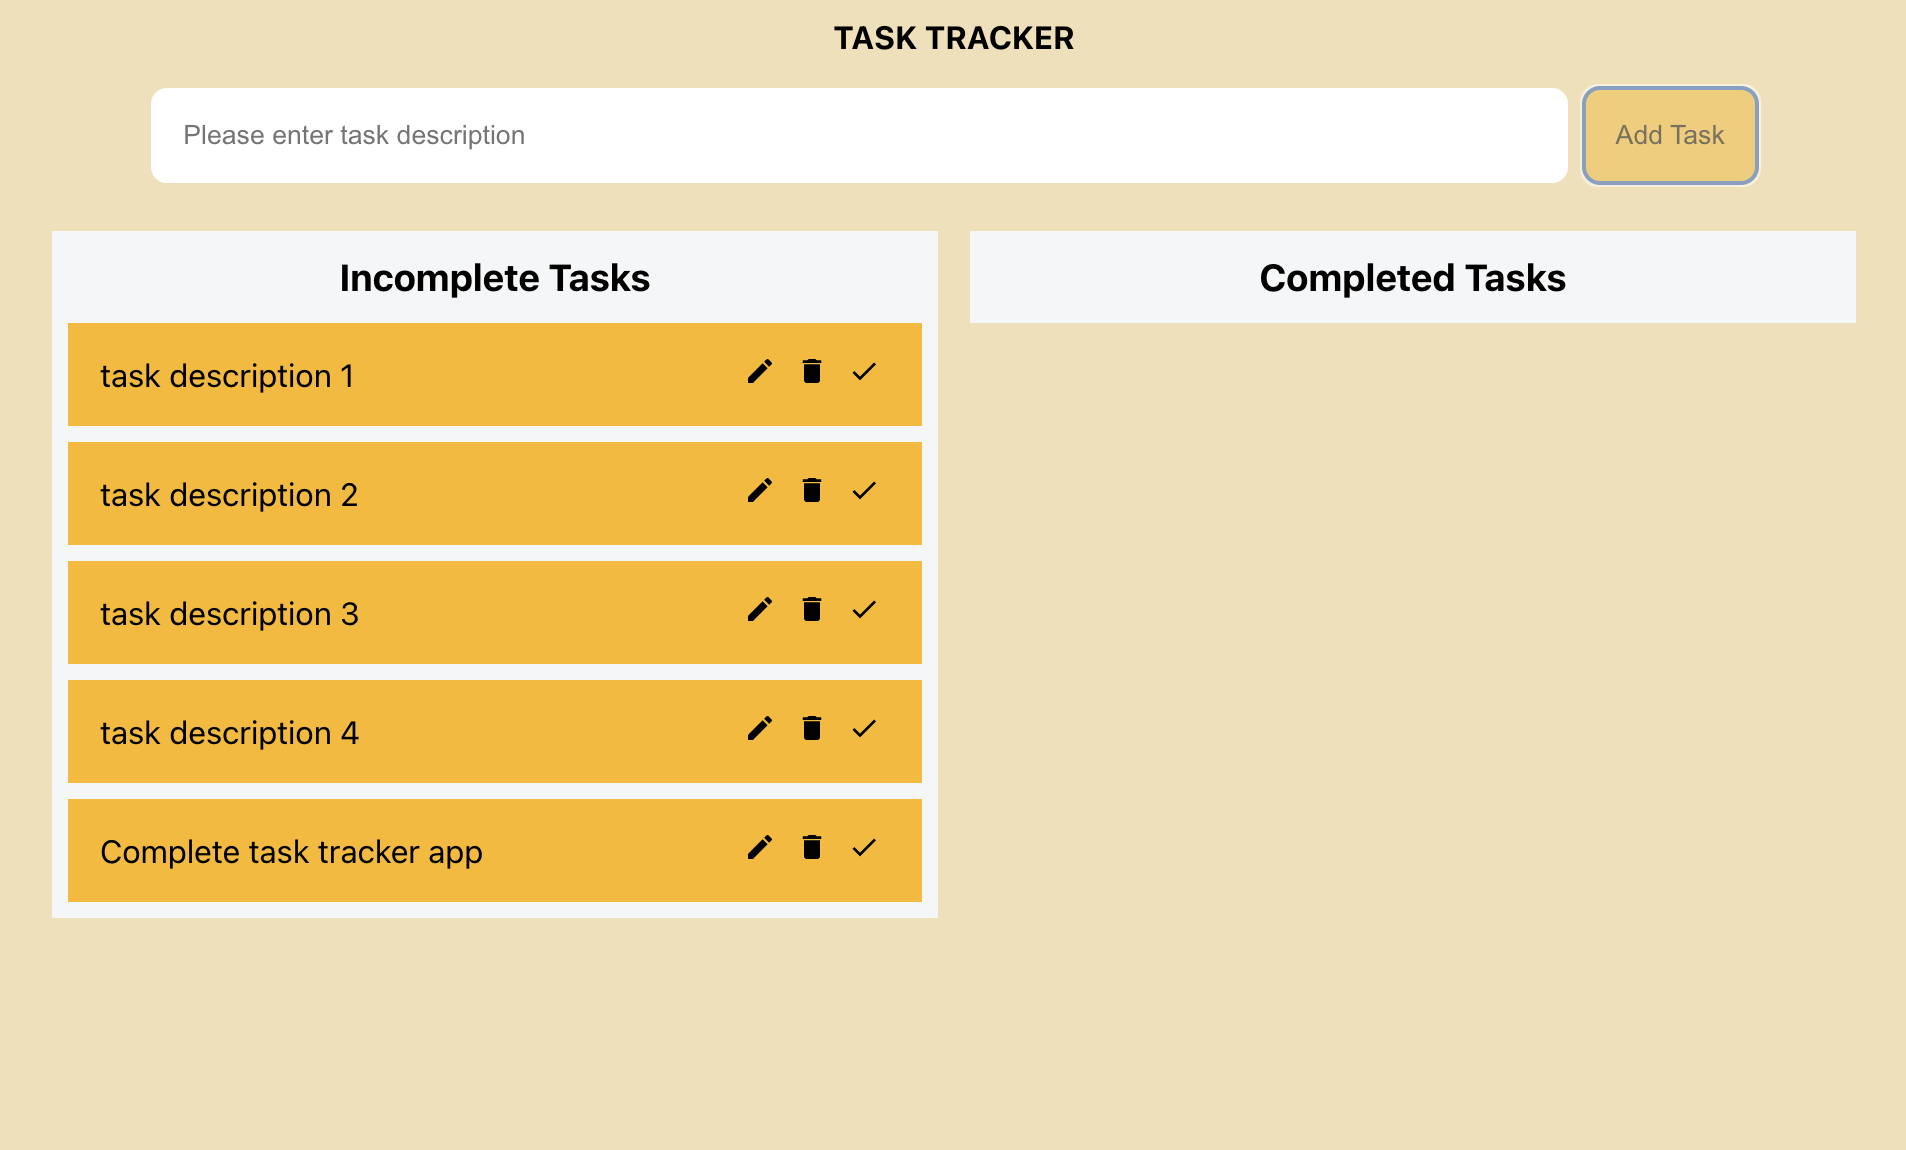 TASK TRACKER
Please enter task description
Add Task
Incomplete Tasks
task description 1
task description 2
task description 3
task description 4
Complete task tracker app
Completed Tasks